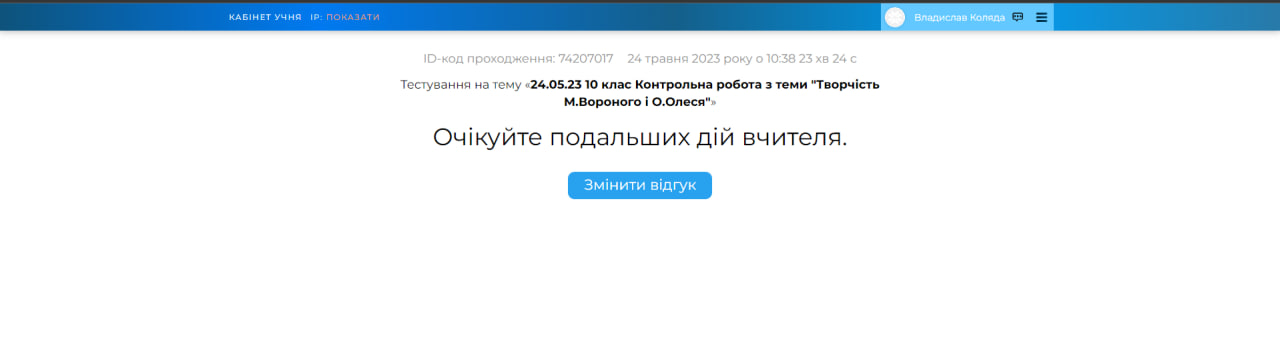 КАБІНЕТ УЧНЯ IP: ПОКАЗАТИ
Владислав Коляда
ID-код проходження: 74207017 24 травня 2023 року о 10:38 23 хв 24 с
Тестування на тему «24.05.23 10 клас Контрольна робота з теми "Творчість
М.Вороного і О.Олеся"»
Очікуйте подальших дій вчителя.
Змінити відгук